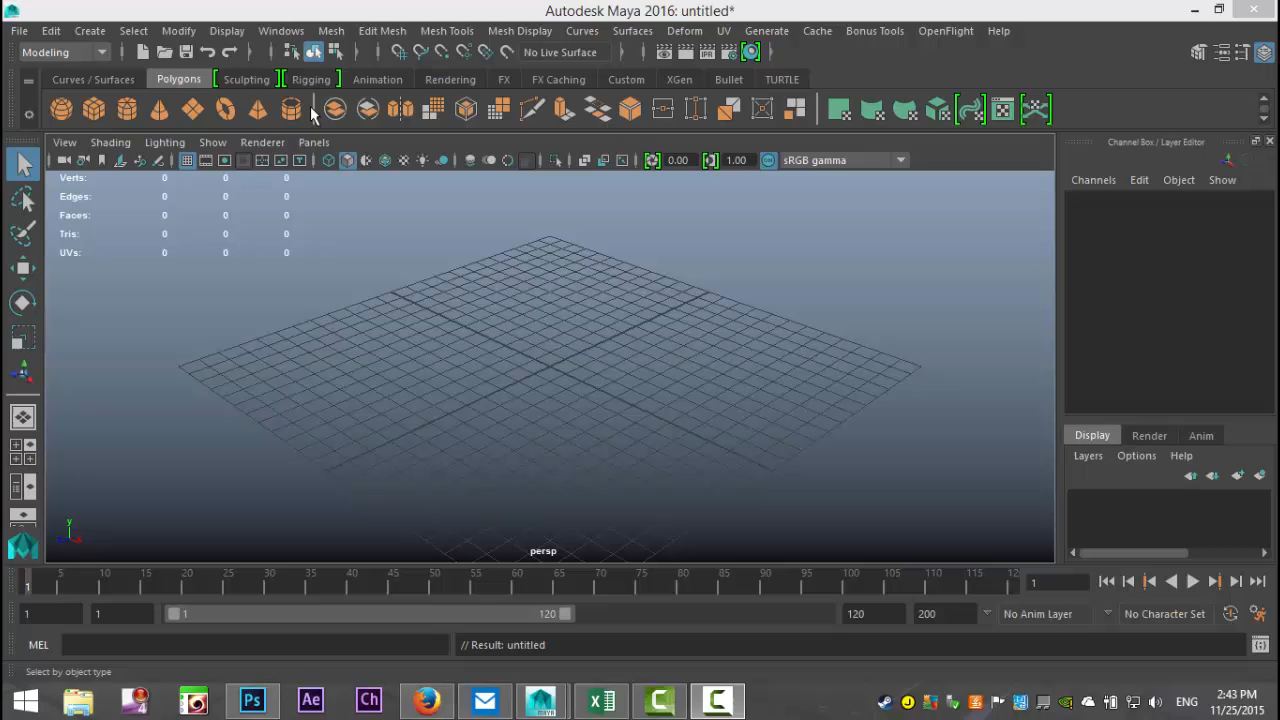 Autodesk Maya 2016: untitled*
File Edit Create Select Modify Display Windows Mesh Edit Mesh Mesh Tools Mesh Display Curves Surfaces Deform UV Generate Cache Bonus Tools OpenFlight Help
Modeling No Live Surface
Curves / Surfaces Polygons Sculpting Rigging Animation Rendering FX FX Caching Custom XGen Bullet TURTLE
View Shading Lighting Show Renderer Panels
0.00 1.00 sRGB gamma
Verts: 0 0 0
Edges: 0 0 0
Faces: 0 0 0
Tris: 0 0 0
UVs: 0 0 0
y
persp
Channel Box / Layer Editor
Channels Edit Object Show
Display Render Anim
Layers Options Help
1 5 10 15 20 25 30 35 40 45 50 55 60 65 70 75 80 85 90 95 100 105 110 115 12 1
1 1 1 120 120 200 No Anim Layer No Character Set
MEL // Result: untitled
Select by object type
Ps Ae Ch ENG 2:43 PM
11/25/2015